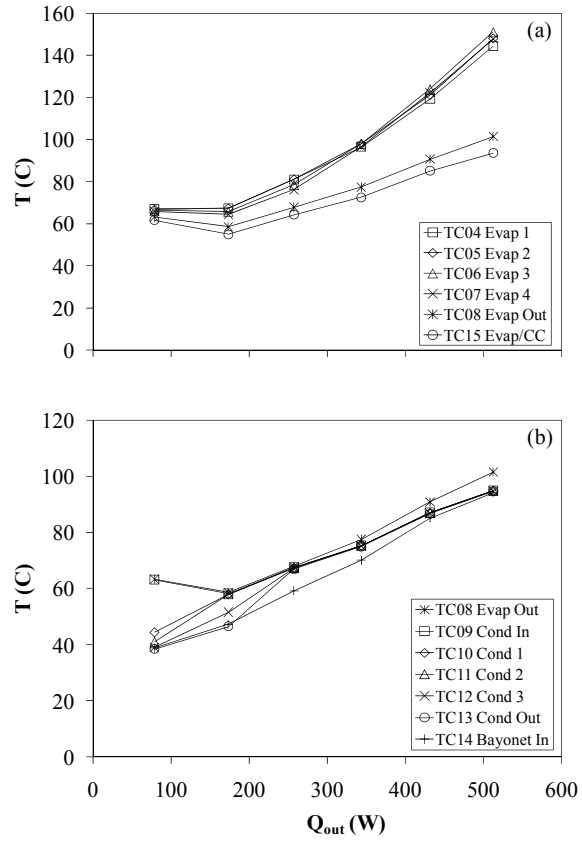 160
(a)
140
120
100
T (C)
80
60
40
20
0
TC04 Evap 1
TC05 Evap 2
TC06 Evap 3
TC07 Evap 4
TC08 Evap Out
TC15 Evap/CC
120
(b)
100
80
T (C)
60
40
20
0
TC08 Evap Out
TC09 Cond In
TC10 Cond 1
TC11 Cond 2
TC12 Cond 3
TC13 Cond Out
TC14 Bayonet In
0 100 200 300 400 500 600
Qout (W)